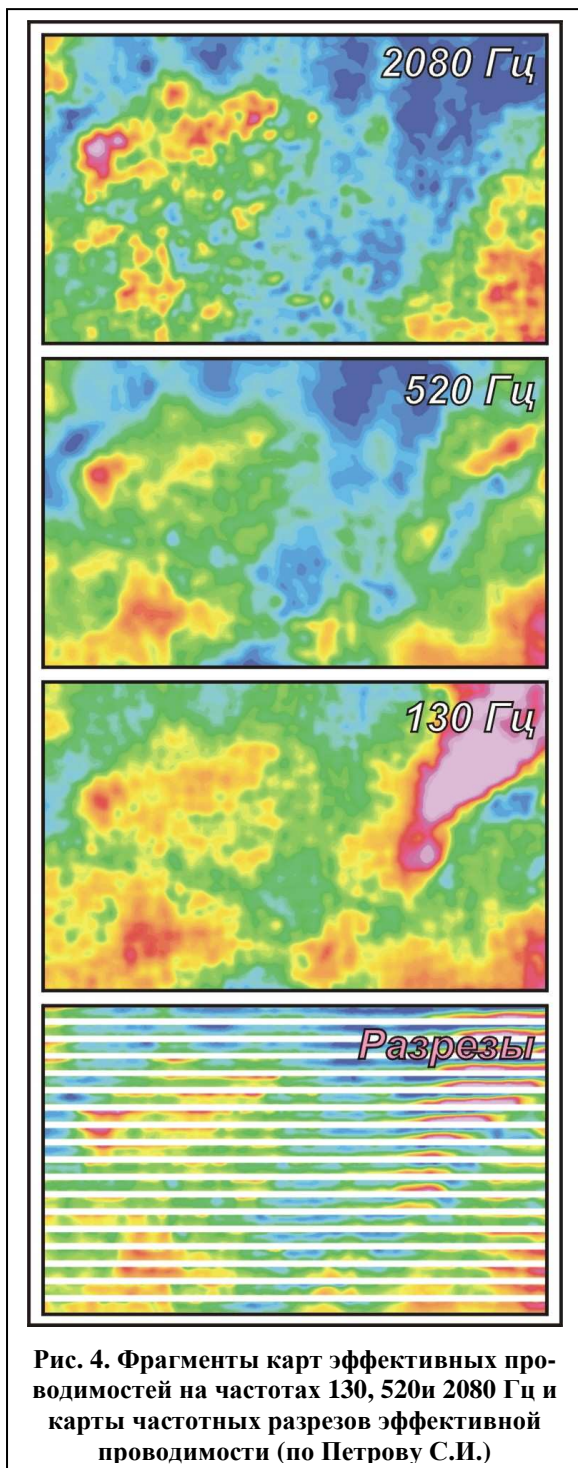 2080 Гц
520 Гц
130 Гц
Разрезы
Рис. 4. Фрагменты карт эффективных про-
водимостей на частотах 130, 520и 2080 Гц и
карты частотных разрезов эффективной
проводимости (по Петрову С.И.)